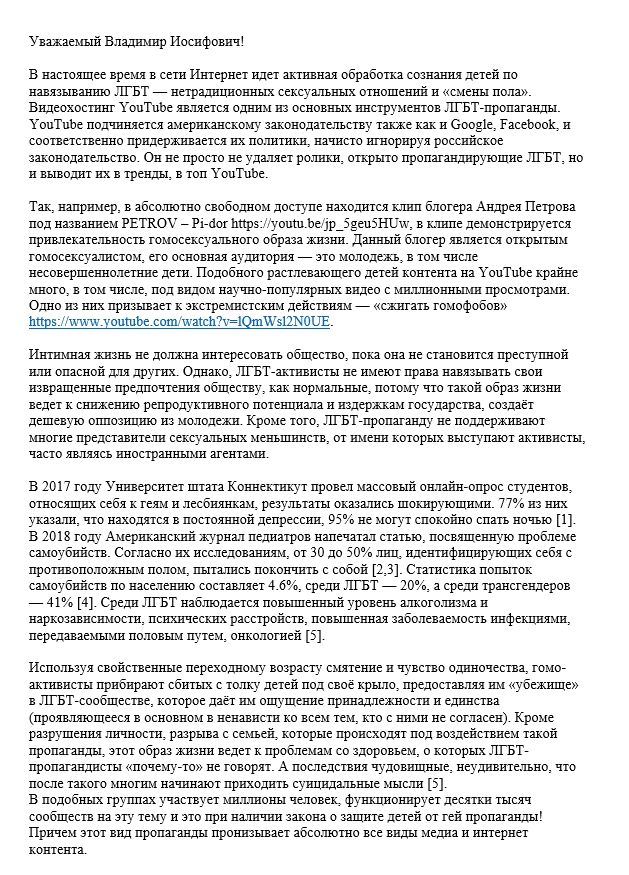 Уважаемый Владимир Иосифович!
В настоящее время в сети Интернет идет активная обработка сознания детей по
навязыванию ЛГБТ — нетрадиционных сексуальных отношений и «смены пола».
Видеохостинг YouTube является одним из основных инструментов ЛГБТ-пропаганды.
YouTube подчиняется американскому законодательству также как и Google, Facebook, и
соответственно придерживается их политики, начисто игнорируя российское
законодательство. Он не просто не удаляет ролики, открыто пропагандирующие ЛГБТ, но
и выводит их в тренды, в топ YouTube.
Так, например, в абсолютно свободном доступе находится клип блогера Андрея Петрова
под названием PETROV – Pi-dor https://youtu.be/jp_5geu5HUw, в клипе демонстрируется
привлекательность гомосексуального образа жизни. Данный блогер является открытым
гомосексуалистом, его основная аудитория — это молодежь, в том числе
несовершеннолетние дети. Подобного растлевающего детей контента на YouTube крайне
много, в том числе, под видом научно-популярных видео с миллионными просмотрами.
Одно из них призывает к экстремистским действиям — «сжигать гомофобов»
https://www.youtube.com/watch?v=lQmWsl2N0UE.
Интимная жизнь не должна интересовать общество, пока она не становится преступной
или опасной для других. Однако, ЛГБТ-активисты не имеют права навязывать свои
извращенные предпочтения обществу, как нормальные, потому что такой образ жизни
ведет к снижению репродуктивного потенциала и издержкам государства, создаёт
дешевую оппозицию из молодежи. Кроме того, ЛГБТ-пропаганду не поддерживают
многие представители сексуальных меньшинств, от имени которых выступают активисты,
часто являясь иностранными агентами.
В 2017 году Университет штата Коннектикут провел массовый онлайн-опрос студентов,
относящих себя к геям и лесбиянкам, результаты оказались шокирующими. 77% из них
указали, что находятся в постоянной депрессии, 95% не могут спокойно спать ночью [1].
В 2018 году Американский журнал педиатров напечатал статью, посвященную проблеме
самоубийств. Согласно их исследованиям, от 30 до 50% лиц, идентифицирующих себя с
противоположным полом, пытались покончить с собой [2,3]. Статистика попыток
самоубийств по населению составляет 4.6%, среди ЛГБТ — 20%, а среди трансгендеров
— 41% [4]. Среди ЛГБТ наблюдается повышенный уровень алкоголизма и
наркозависимости, психических расстройств, повышенная заболеваемость инфекциями,
передаваемыми половым путем, онкологией [5].
Используя свойственные переходному возрасту смятение и чувство одиночества, гомо-
активисты прибирают сбитых с толку детей под своё крыло, предоставляя им «убежище»
в ЛГБТ-сообществе, которое даёт им ощущение принадлежности и единства
(проявляющееся в основном в ненависти ко всем тем, кто с ними не согласен). Кроме
разрушения личности, разрыва с семьей, которые происходят под воздействием такой
пропаганды, этот образ жизни ведет к проблемам со здоровьем, о которых ЛГБТ-
пропагандисты «почему-то» не говорят. А последствия чудовищные, неудивительно, что
после такого многим начинают приходить суицидальные мысли [5].
В подобных группах участвует миллионы человек, функционирует десятки тысяч
сообществ на эту тему и это при наличии закона о защите детей от гей пропаганды!
Причем этот вид пропаганды пронизывает абсолютно все виды медиа и интернет
контента.